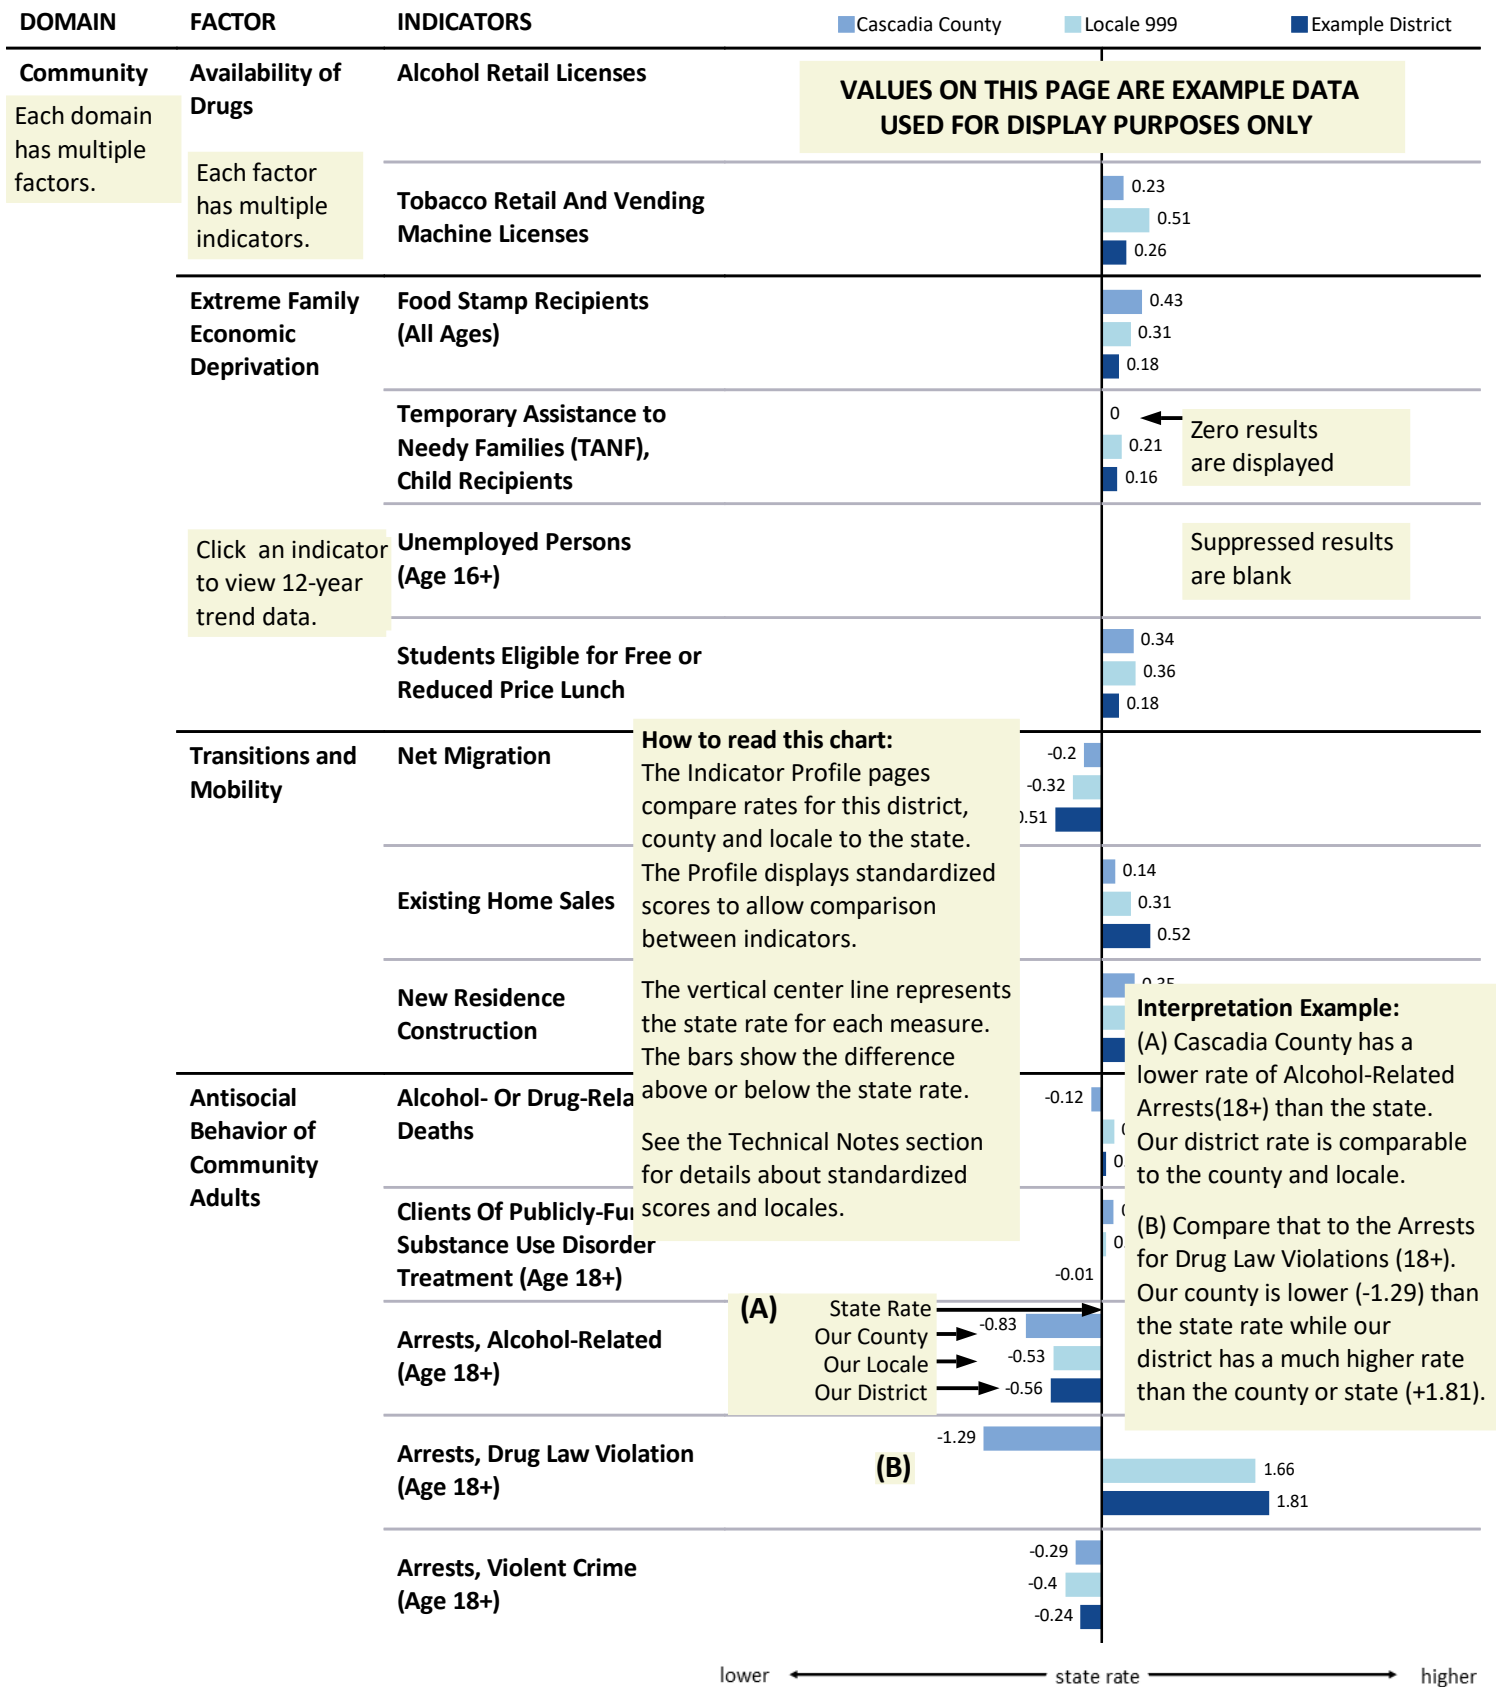 DOMAIN FACTOR INDICATORS Cascadia County Locale 999 Example District
Community
Each domain
has multiple
factors.
Availability of
Drugs
Each factor
has multiple
indicators.
Alcohol Retail Licenses
VALUES ON THIS PAGE ARE EXAMPLE DATA
USED FOR DISPLAY PURPOSES ONLY
Tobacco Retail And Vending
Machine Licenses
0.23
0.51
0.26
Extreme Family
Economic
Deprivation
Food Stamp Recipients
(All Ages)
0.43
0.31
0.18
Temporary Assistance to
Needy Families (TANF),
Child Recipients
0
0.21
0.16
Zero results
are displayed
Click an indicator
to view 12-year
trend data.
Unemployed Persons
(Age 16+)
Suppressed results
are blank
Students Eligible for Free or
Reduced Price Lunch
0.34
0.36
0.18
Transitions and
Mobility
Net Migration
-0.2
-0.32
.51
How to read this chart:
The Indicator Profile pages
compare rates for this district,
county and locale to the state.
The Profile displays standardized
scores to allow comparison
between indicators.
The vertical center line represents
the state rate for each measure.
The bars show the difference
above or below the state rate.
See the Technical Notes section
for details about standardized
scores and locales.
Existing Home Sales
0.14
0.31
0.52
New Residence
Construction
Interpretation Example:
(A) Cascadia County has a
lower rate of Alcohol-Related
Arrests(18+) than the state.
Our district rate is comparable
to the county and locale.
(B) Compare that to the Arrests
for Drug Law Violations (18+).
Our county is lower (-1.29) than
the state rate while our
district has a much higher rate
than the county or state (+1.81).
Antisocial
Behavior of
Community
Adults
Alcohol- Or Drug-Rela
Deaths
-0.12
0.
Clients Of Publicly-Fu
Substance Use Disorder
Treatment (Age 18+)
0.
-0.01
Arrests, Alcohol-Related
(Age 18+)
(A) State Rate
Our County
Our Locale
Our District
-0.83
-0.53
-0.56
Arrests, Drug Law Violation
(Age 18+)
(B)
-1.29
1.66
1.81
Arrests, Violent Crime
(Age 18+)
-0.29
-0.4
-0.24
lower state rate higher